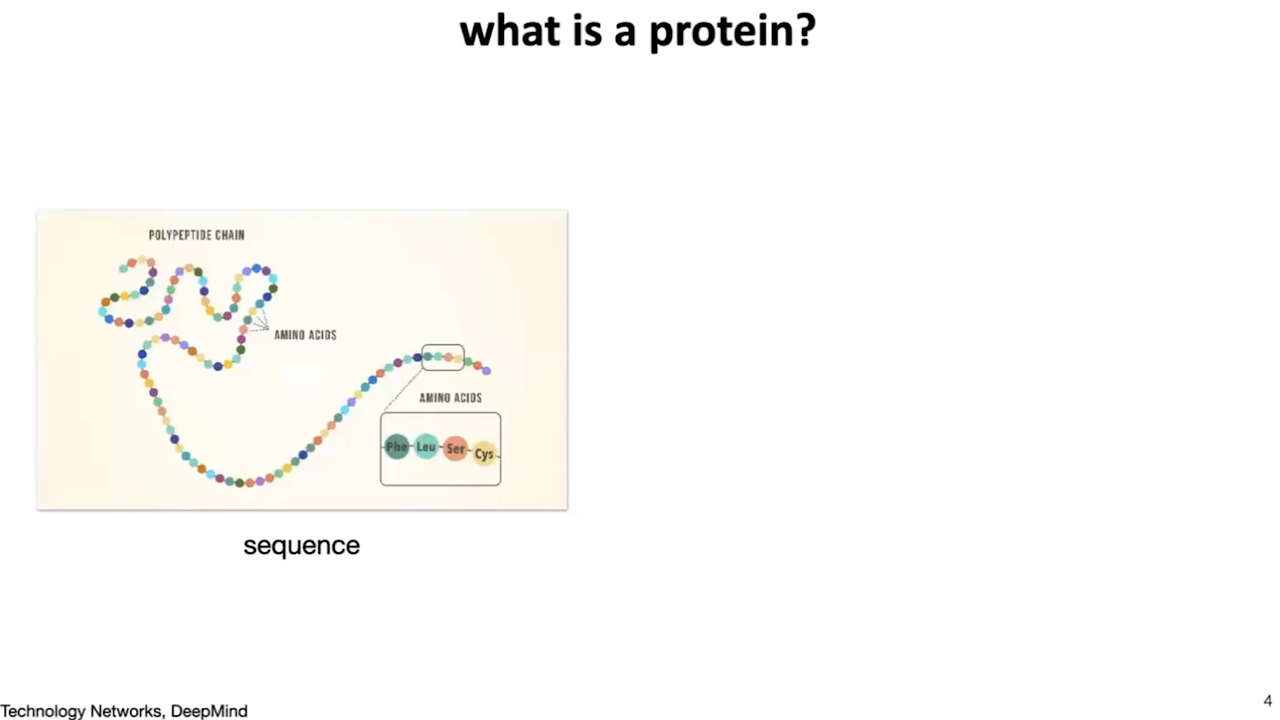 what is a protein?
POLYPEPTIDE CHAIN
AMINO ACIDS
AMINO ACIDS
Phe Leu Ser Cys
sequence
Technology Networks, DeepMind
4